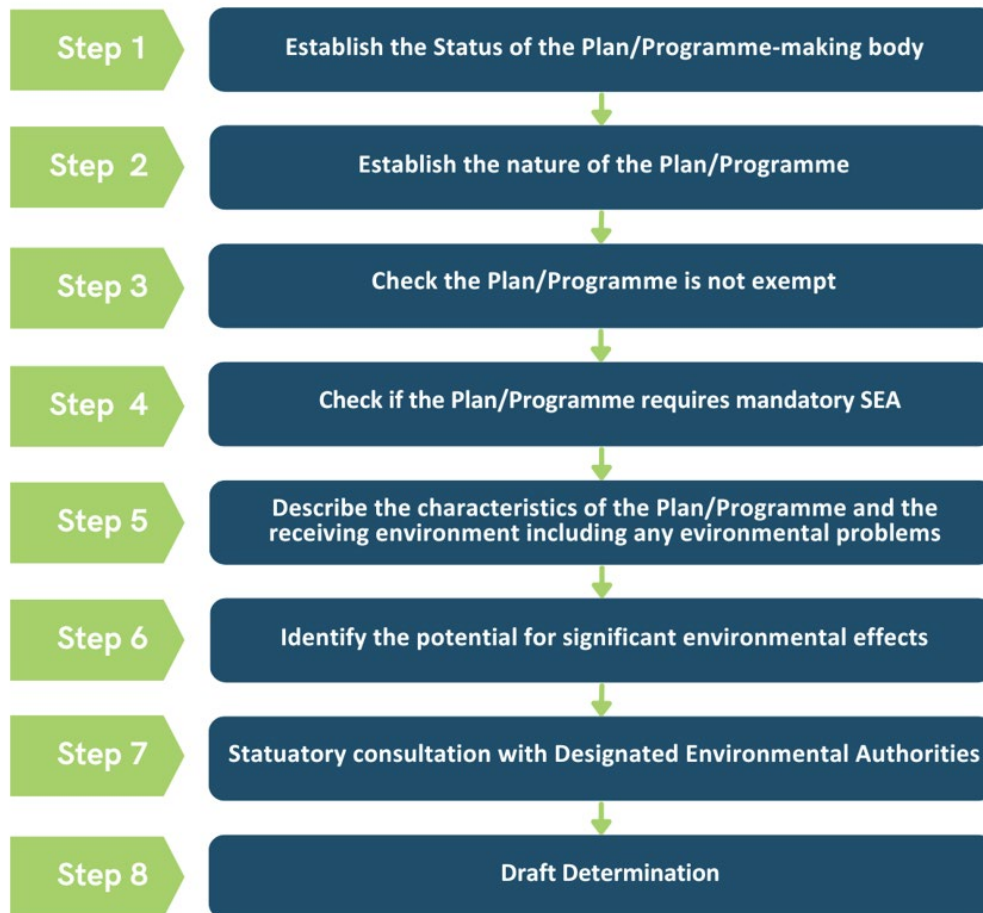 Step 1
Establish the Status of the Plan/Programme-making body
Step 2
Establish the nature of the Plan/Programme
Step 3
Check the Plan/Programme is not exempt
Step 4
Check if the Plan/Programme requires mandatory SEA
Step 5
Describe the characteristics of the Plan/Programme and the
receiving environment including any evironmental problems
Step 6
Identify the potential for significant environmental effects
Step 7
Statuatory consultation with Designated Environmental Authorities
Step 8
Draft Determination